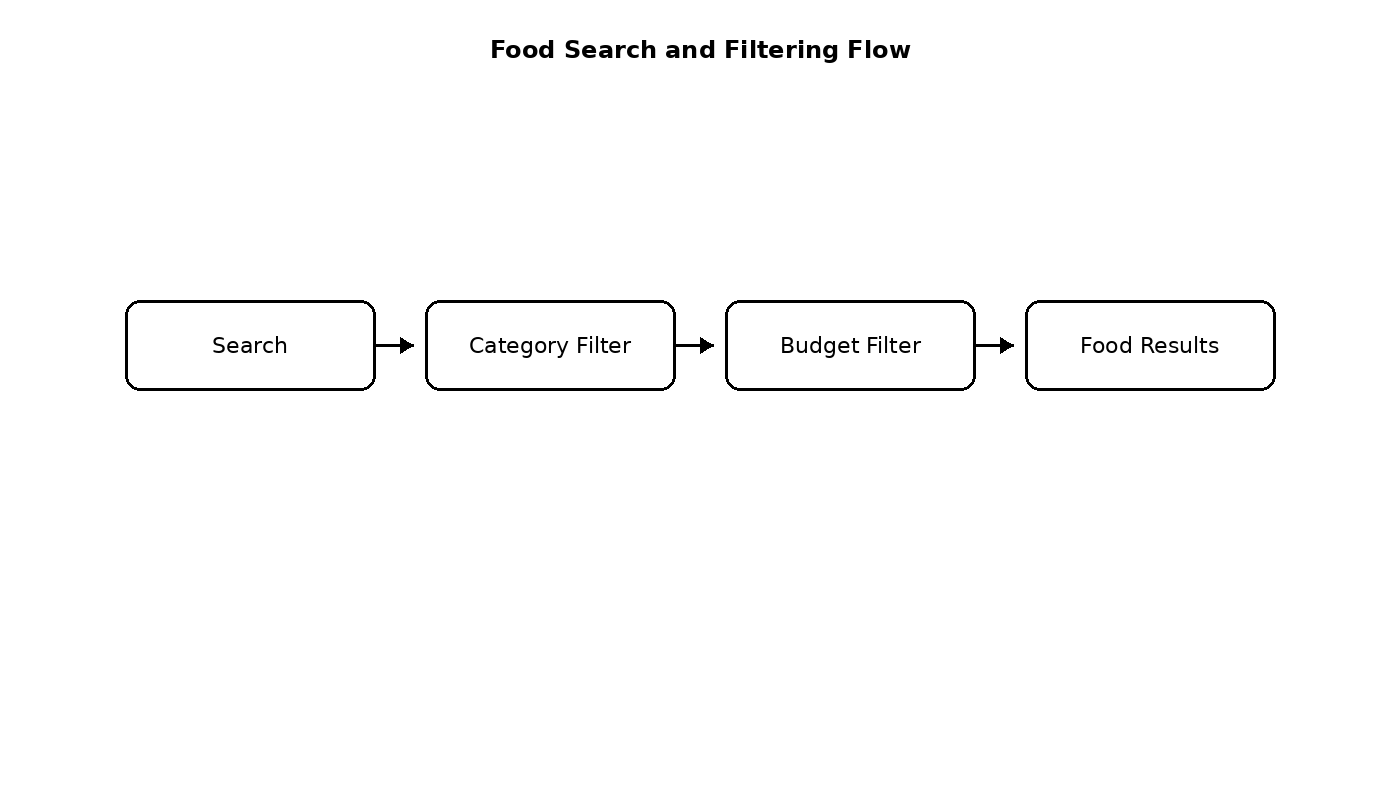 Food Search and Filtering Flow
Search
Category Filter
Budget Filter
Food Results